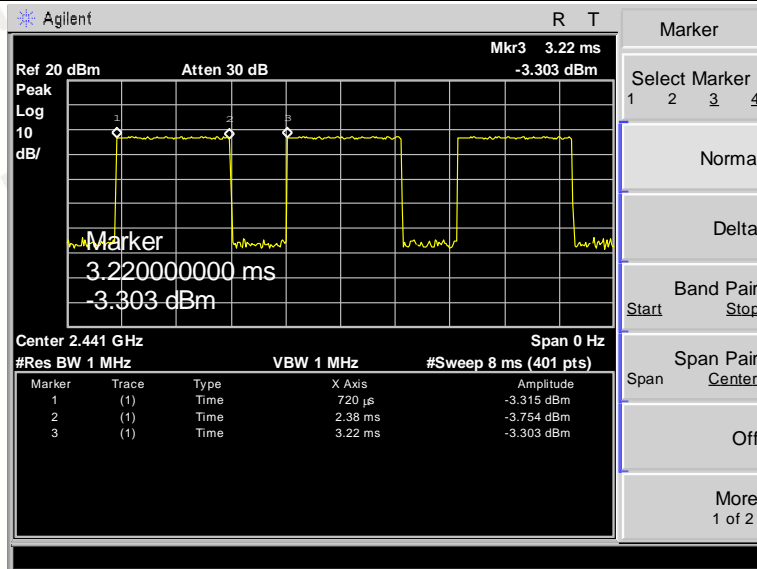 Agilent R T
Mkr3 3.22 ms
Ref 20 dBm Atten 30 dB -3.303 dBm
Peak
Log
10
dB/
1 2 3
Marker
3.220000000 ms
-3.303 dBm
Center 2.441 GHz Span 0 Hz
#Res BW 1 MHz VBW 1 MHz #Sweep 8 ms (401 pts)
Marker Trace Type X Axis Amplitude
1 (1) Time 720 µs -3.315 dBm
2 (1) Time 2.38 ms -3.754 dBm
3 (1) Time 3.22 ms -3.303 dBm
Marker
Select Marker
1 2 3 4
Norma
Delta
Band Pair
Start Stop
Span Pair
Span Center
Off
More
1 of 2